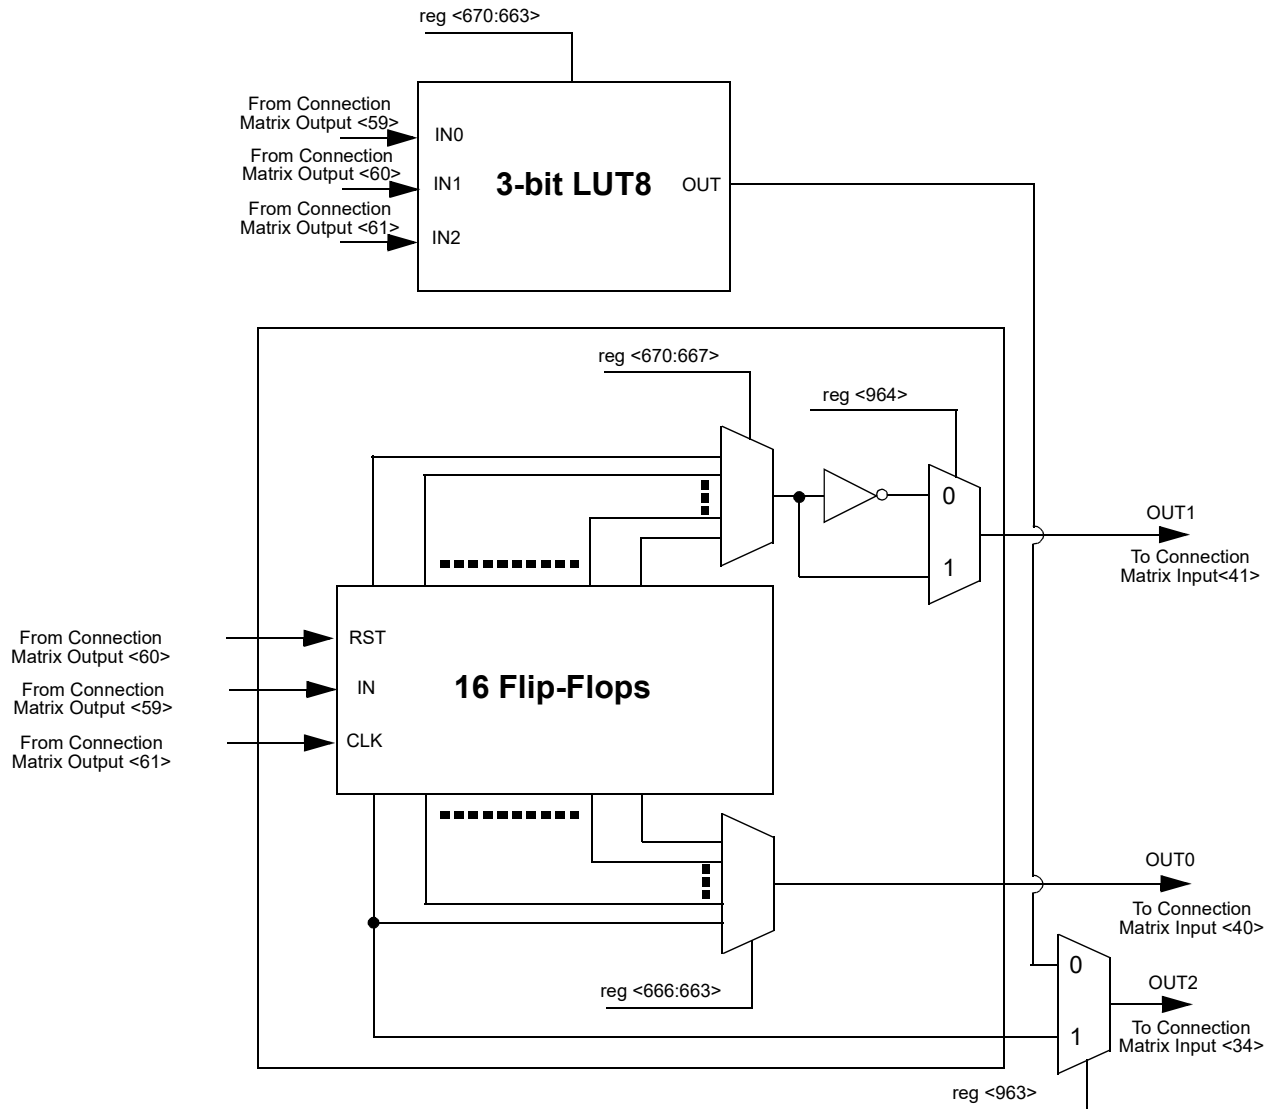 reg <670:663>
From Connection
Matrix Output <59>
IN0
From Connection
Matrix Output <60>
IN1
3-bit LUT8
OUT
From Connection
Matrix Output <61>
IN2
reg <670:667>
reg <964>
0
OUT1
To Connection
Matrix Input<41>
1
From Connection
Matrix Output <60>
RST
From Connection
Matrix Output <59>
IN
16 Flip-Flops
From Connection
Matrix Output <61>
CLK
OUT0
To Connection
Matrix Input <40>
0
reg <666:663>
OUT2
To Connection
Matrix Input <34>
1
reg <963>